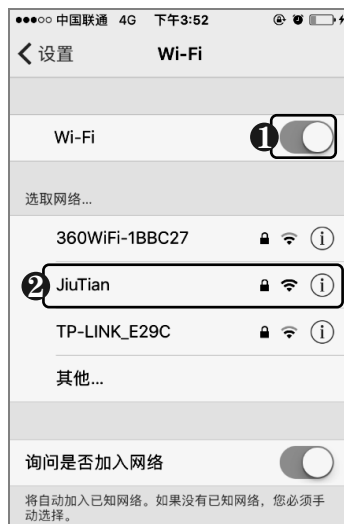 中国联通 4G 下午3:52
设置 Wi-Fi
Wi-Fi ❶
选取网络...
360WiFi-1BBC27
❷ JiuTian
TP-LINK_E29C
其他...
询问是否加入网络
将自动加入已知网络。如果没有已知网络，您必须手
动选择。